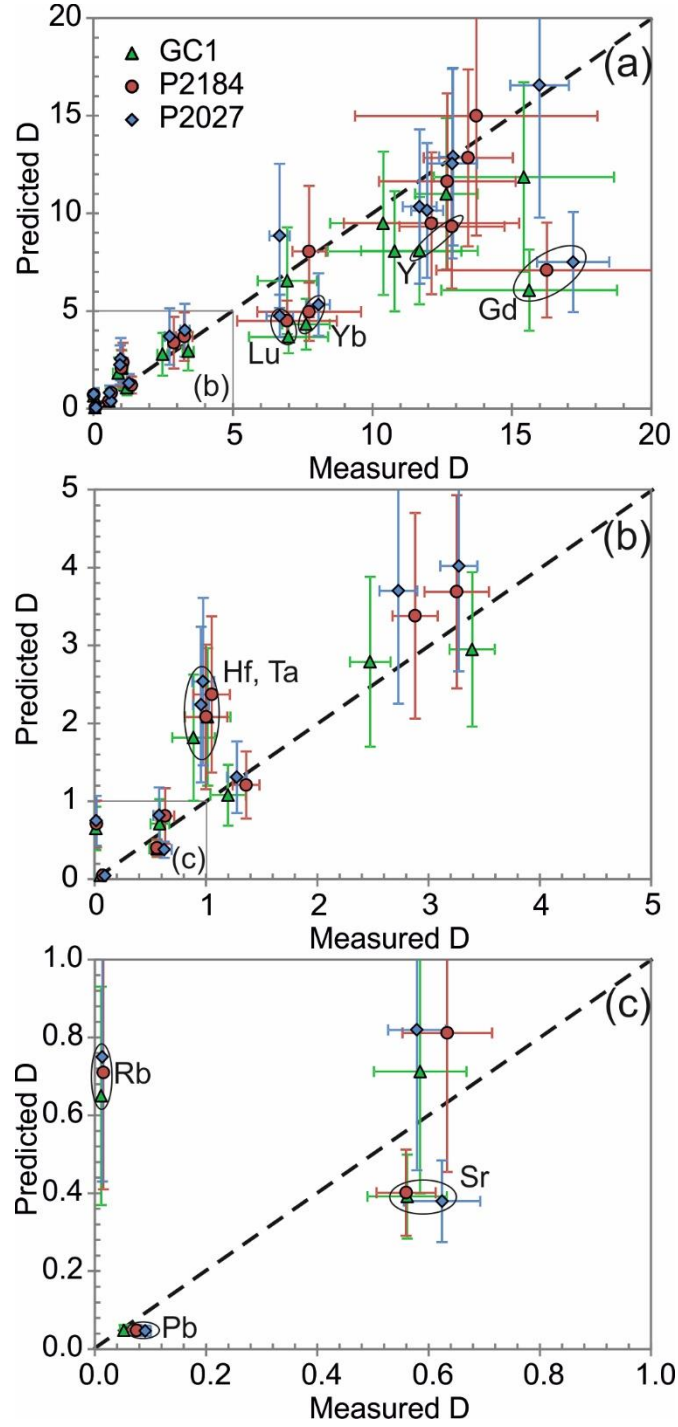 20
15
10
5
0
Predicted D
GC1
P2184
P2027
(a)
Y
Gd
Lu
Yb
(b)
0
5
10
15
20
Measured D
5
4
3
2
1
0
Predicted D
(b)
Hf, Ta
(c)
0
1
2
3
4
5
Measured D
1.0
0.8
0.6
0.4
0.2
0.0
Predicted D
(c)
Rb
Sr
Pb
0.0
0.2
0.4
0.6
0.8
1.0
Measured D